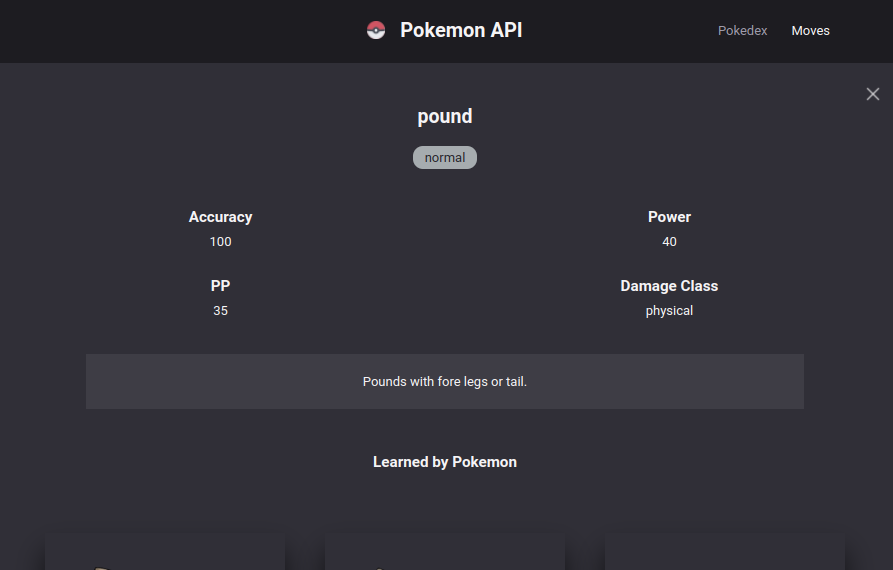 Pokemon API
Pokedex
Moves
pound
normal
Accuracy
100
Power
40
PP
35
Damage Class
physical
Pounds with fore legs or tail.
Learned by Pokemon